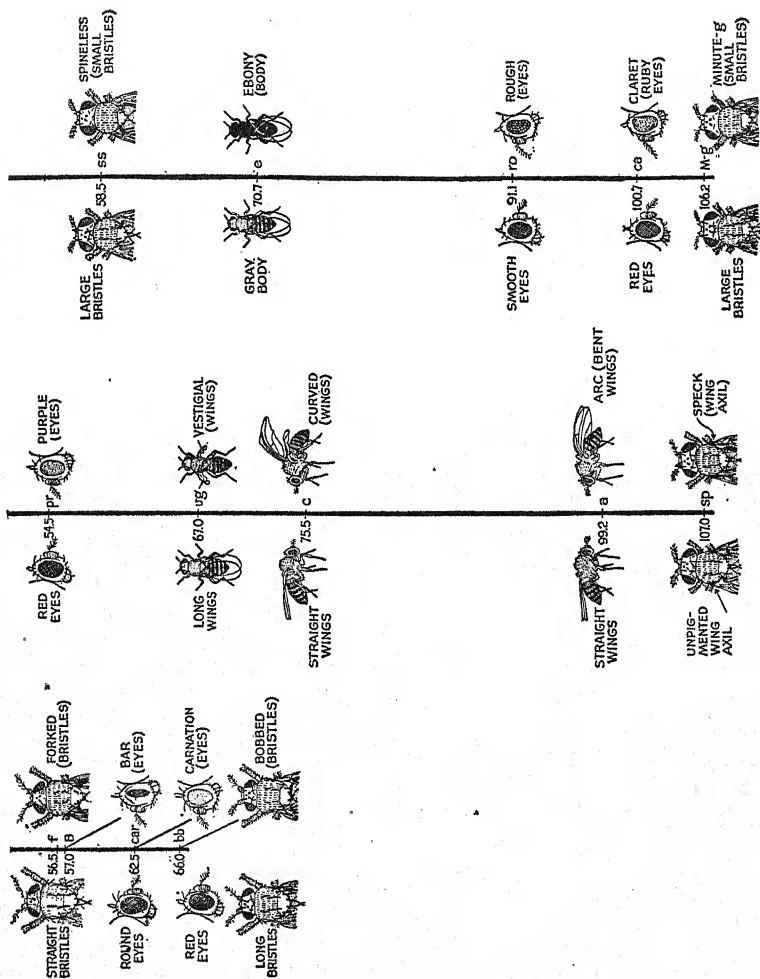 STRAIGHT
BRISTLES
56.5 f
FORKED
(BRISTLES)
57.0 B
ROUND
EYES
BAR
(EYES)
62.5 car
RED
EYES
CARNATION
(EYES)
66.0 bb
LONG
BRISTLES
BOBBED
(BRISTLES)
RED
EYES
54.5 pr
PURPLE
(EYES)
LONG
WINGS
67.0 vg
VESTIGIAL
(WINGS)
STRAIGHT
WINGS
75.5 c
CURVED
(WINGS)
STRAIGHT
WINGS
99.2 a
ARC (BENT
WINGS)
UNPIG-
MENTED
WING
AXIL
107.0 sp
SPECK
(WING
AXIL)
LARGE
BRISTLES
58.5 ss
SPINELESS
(SMALL
BRISTLES)
GRAY
BODY
70.7 e
EBONY
(BODY)
SMOOTH
EYES
91.1 ro
ROUGH
(EYES)
RED
EYES
100.7 ca
CLARET
(RUBY
EYES)
LARGE
BRISTLES
106.2 M-g
MINUTE-g
(SMALL
BRISTLES)